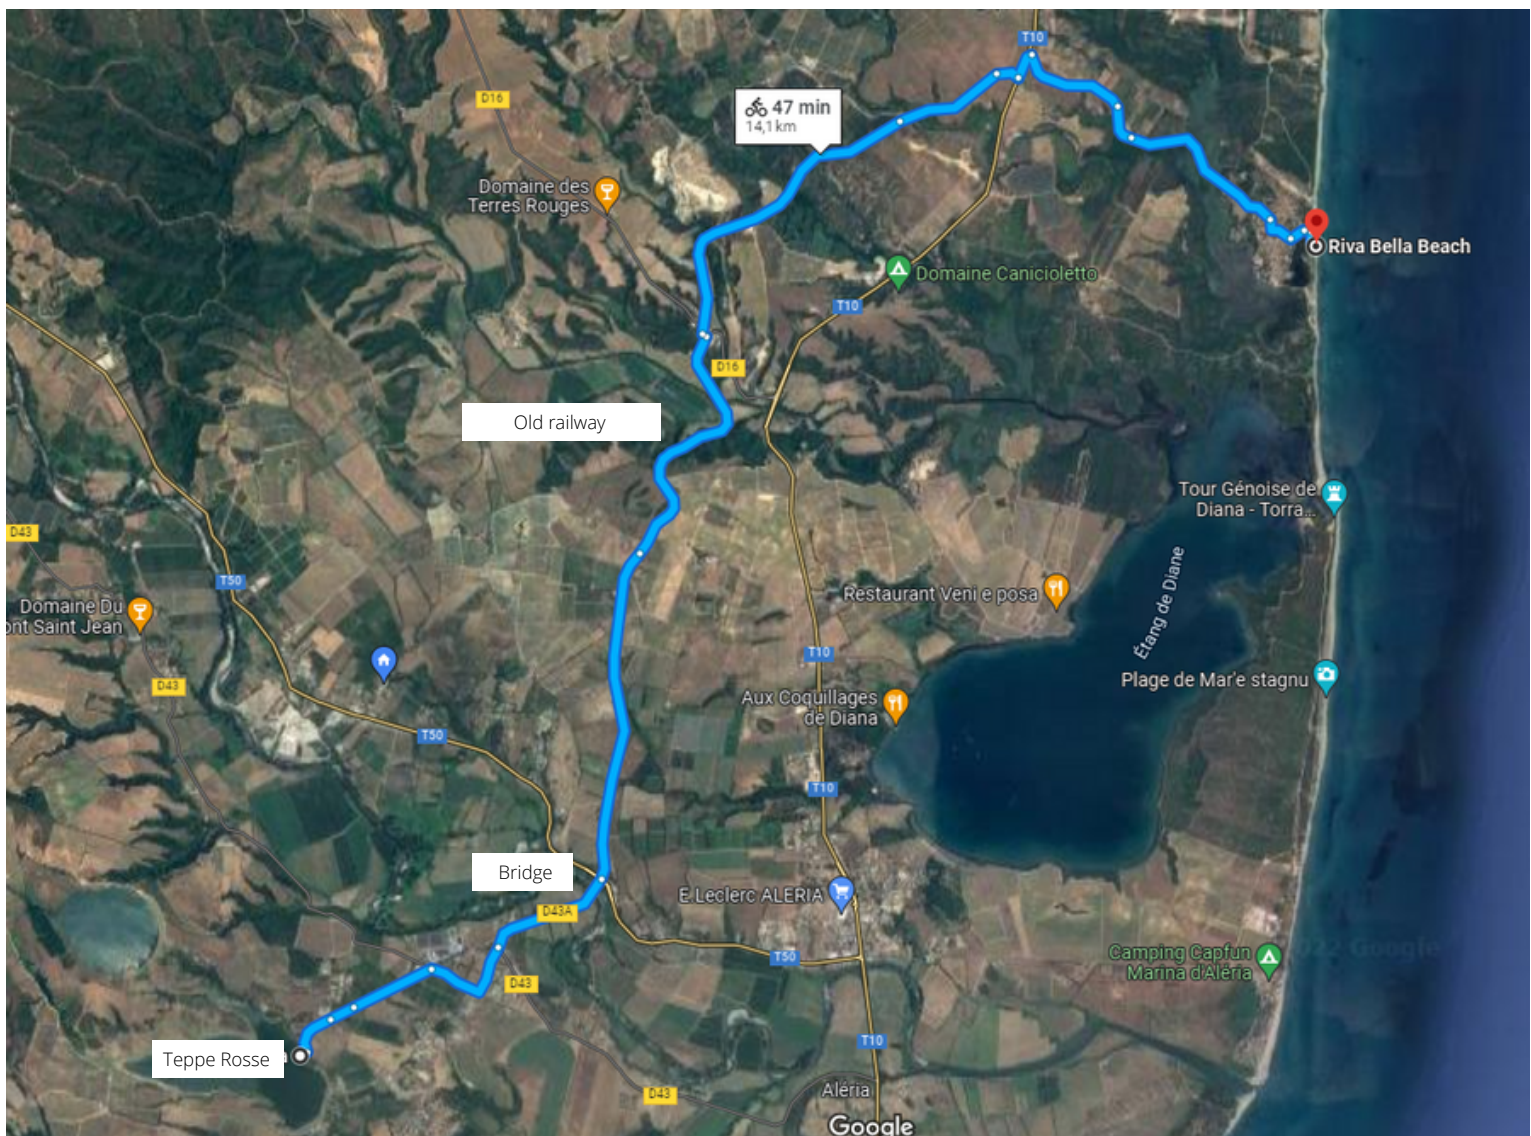 T10
D16
47 min
14,1 km
Domaine des
Terres Rouges
Riva Bella Beach
Domaine Canicioletto
T10
D16
Old railway
Tour Génoise de
Diana - Torra...
D43
Étang de Diane
T50
Restaurant Veni e posa
Domaine Du
ont Saint Jean
T10
D43
Plage de Mar'e stagnu
Aux Coquillages
de Diana
T50
T10
Bridge
E.Leclerc ALERIA
D43A
Camping Capfun
Marina d'Aléria
Google
T50
D43
T10
Teppe Rosse
D43
Aléria
Google